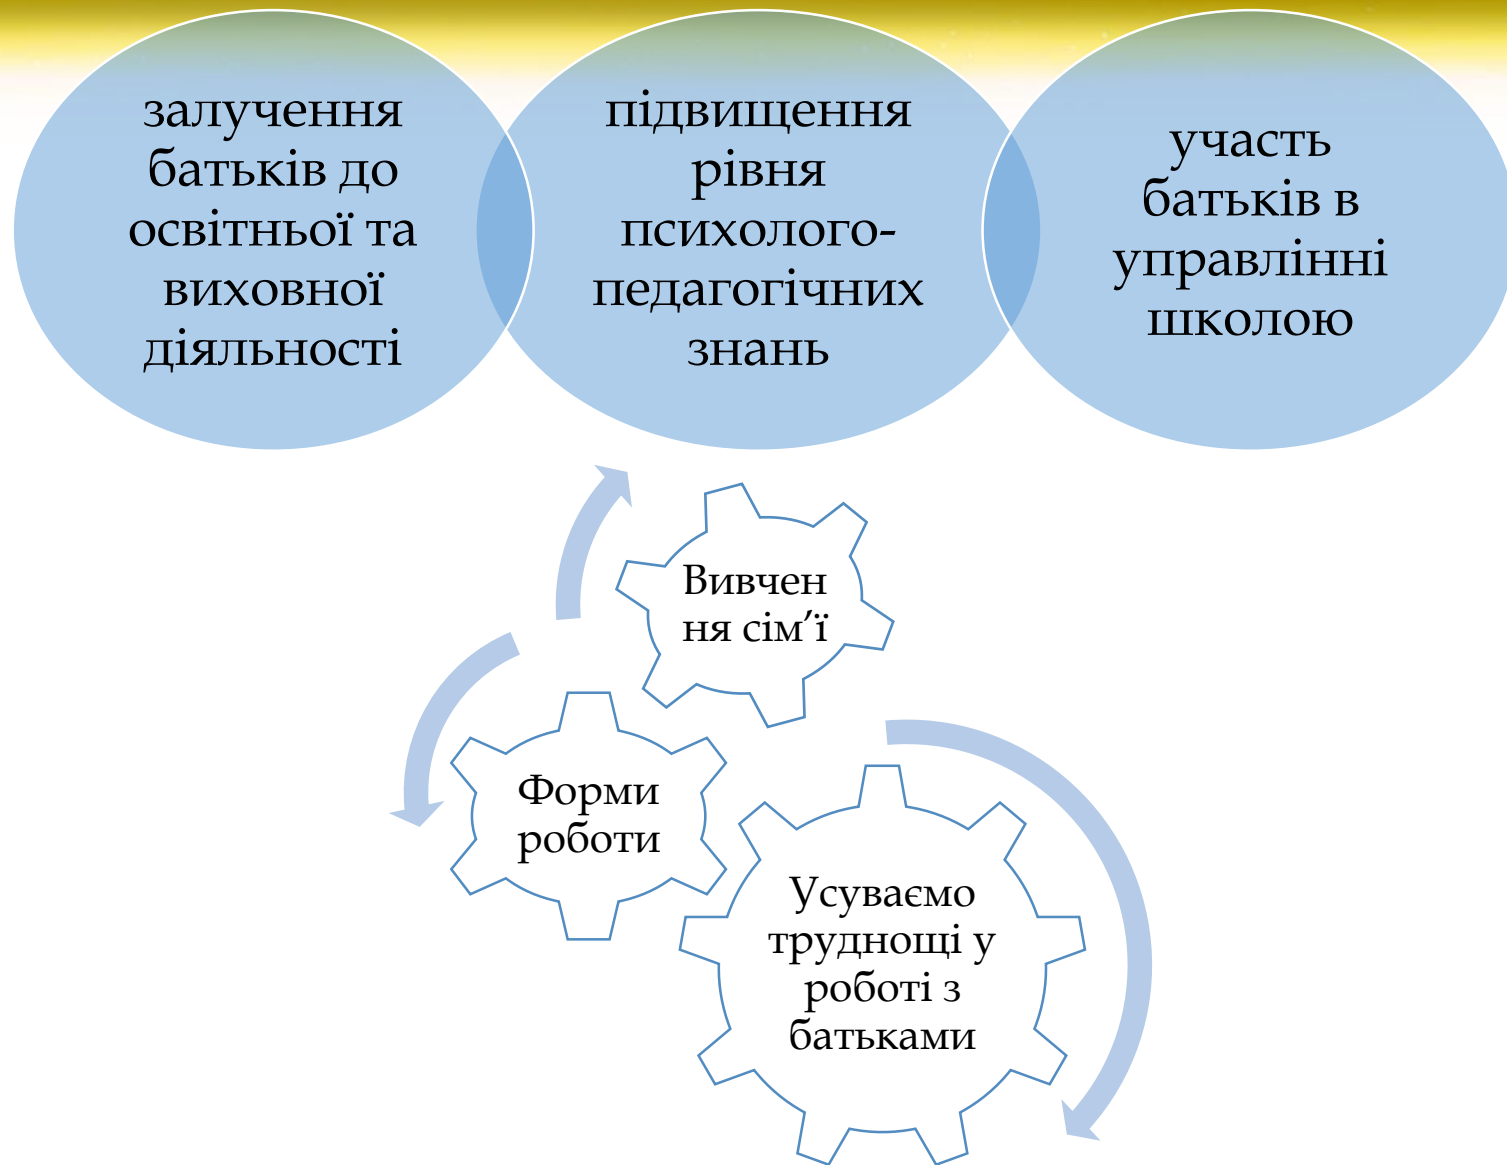 залучення
батьків до
освітньої та
виховної
діяльності
підвищення
рівня
психолого-
педагогічних
знань
участь
батьків в
управлінні
школою
Вивчен
ня сім’ї
Форми
роботи
Усуваємо
труднощі у
роботі з
батьками